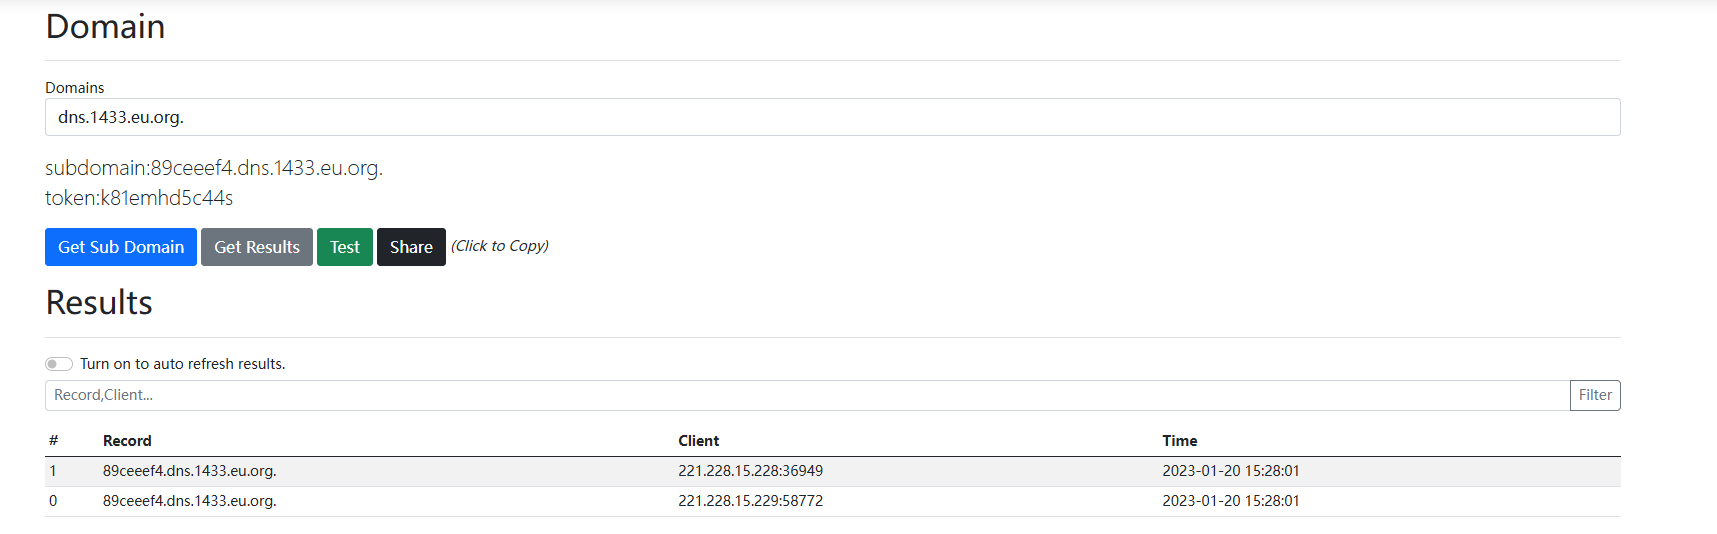 Domain
Domains
dns.1433.eu.org.
subdomain:89ceeef4.dns.1433.eu.org.
token:k81emhd5c44s
Get Sub Domain Get Results Test Share (Click to Copy)
Results
Turn on to auto refresh results.
Record,Client... Filter
# Record Client Time
1 89ceeef4.dns.1433.eu.org. 221.228.15.228:36949 2023-01-20 15:28:01
0 89ceeef4.dns.1433.eu.org. 221.228.15.229:58772 2023-01-20 15:28:01